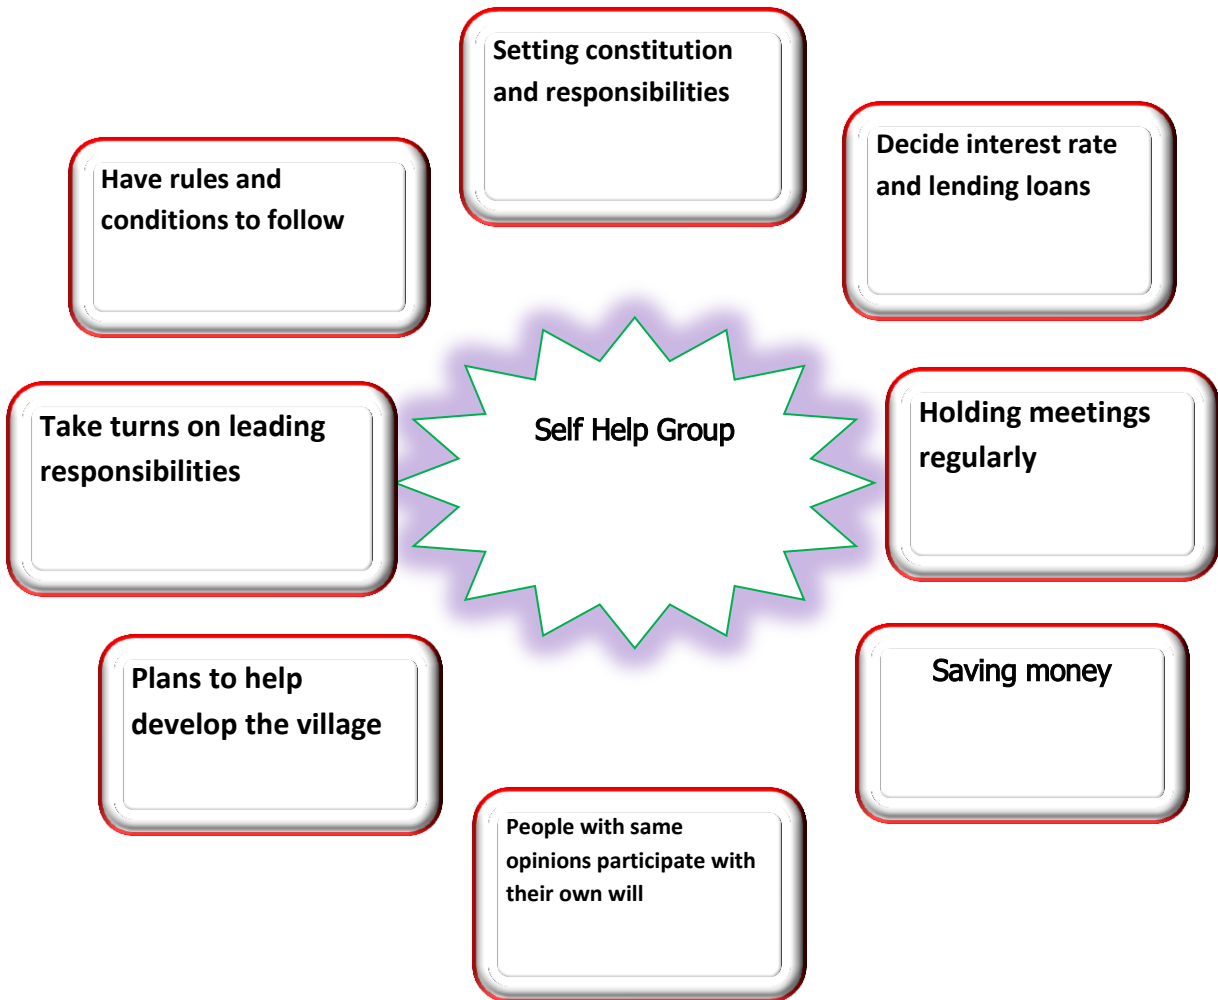 Setting constitution
and responsibilities
Decide interest rate
and lending loans
Have rules and
conditions to follow
Self Help Group
Take turns on leading
responsibilities
Holding meetings
regularly
Plans to help
develop the village
Saving money
People with same
opinions participate with
their own will